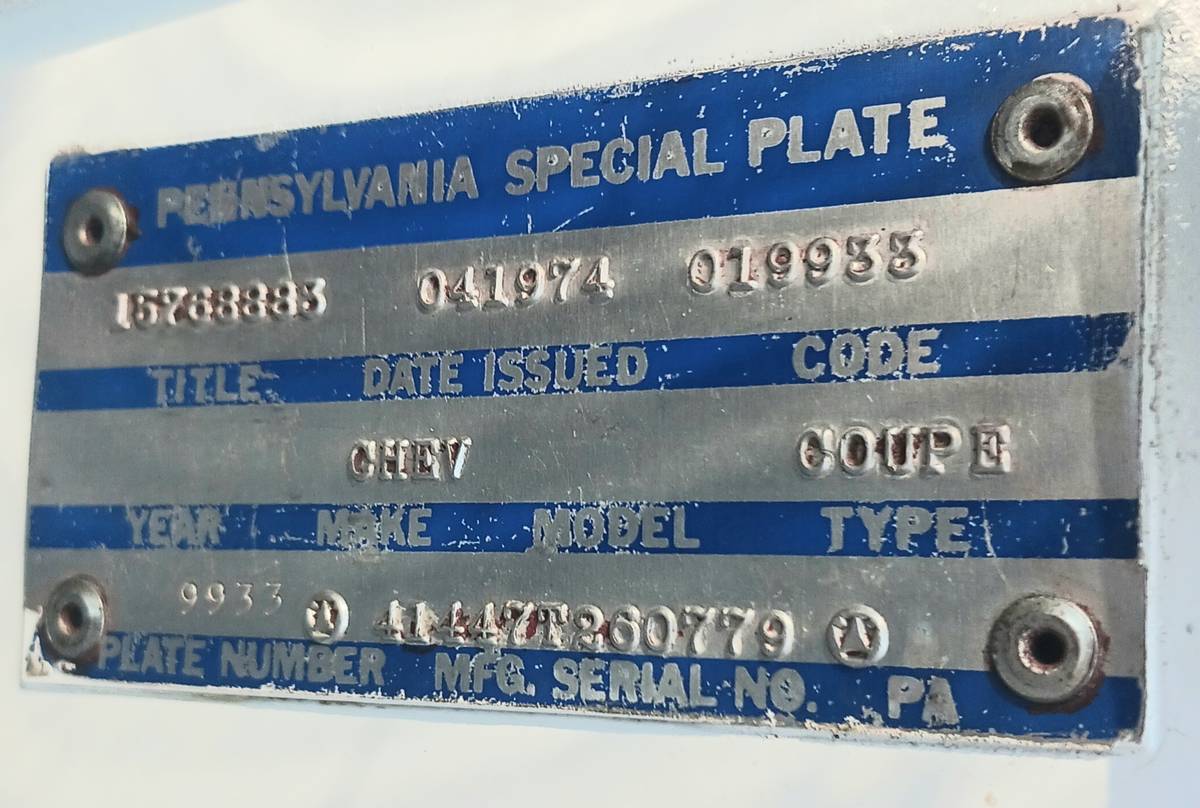 PENNSYLVANIA SPECIAL PLATE
041974 019933
TITLE DATE ISSUED CODE
CHEV COUPE
YEAR MAKE MODEL TYPE
9933 41447T260779
PLATE NUMBER MFG. SERIAL NO. PA